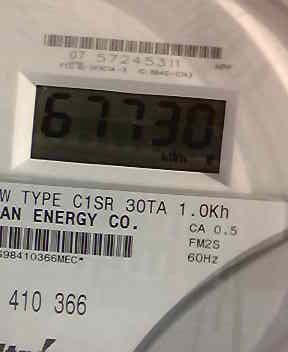 07 57245311
67730
kWh
W TYPE C1SR 30TA 1.0Kh
AN ENERGY CO.
CA 0.5
FM2S
60Hz
G98410366MEC*
410 366